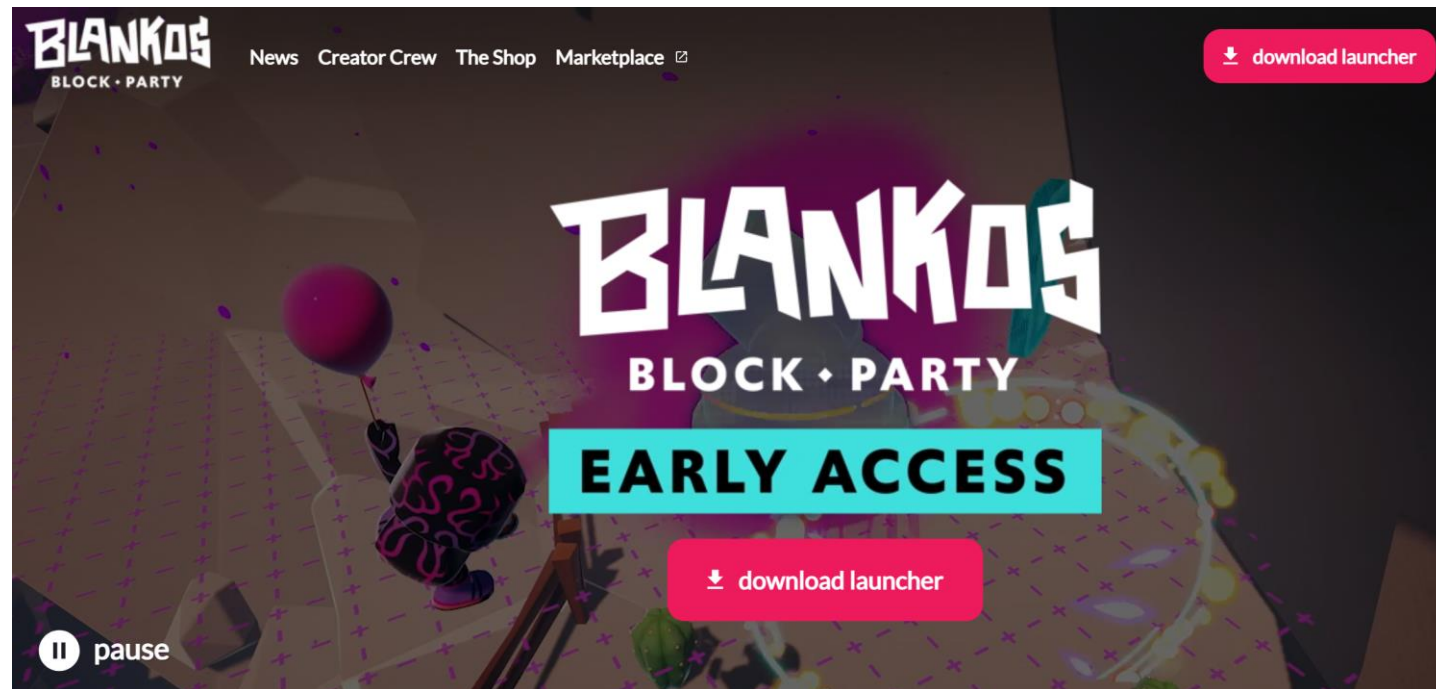 BLANKOS
BLOCK • PARTY
News Creator Crew The Shop Marketplace
download launcher
BLANKOS
BLOCK • PARTY
EARLY ACCESS
download launcher
pause